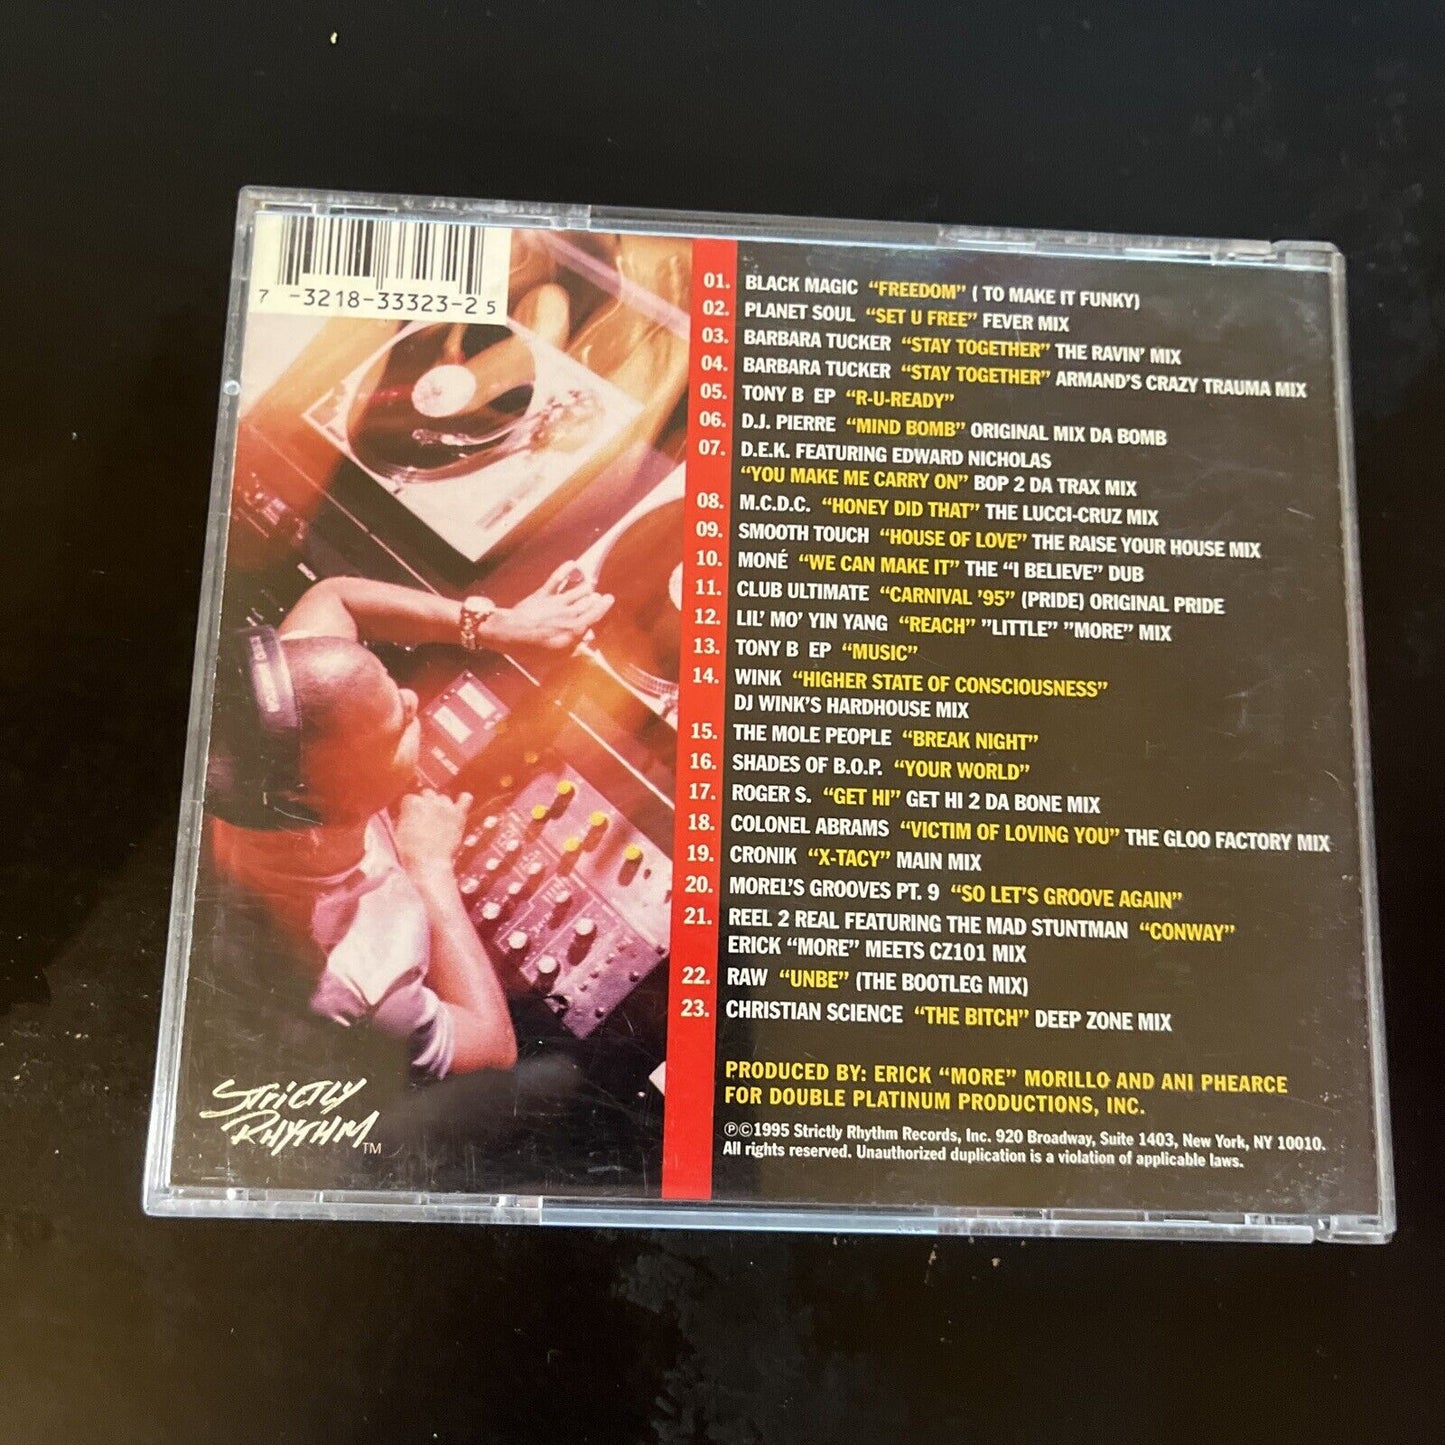 7 -3218-33323-2 5
01. BLACK MAGIC “FREEDOM” ( TO MAKE IT FUNKY)
02. PLANET SOUL “SET U FREE” FEVER MIX
03. BARBARA TUCKER “STAY TOGETHER” THE RAVIN’ MIX
04. BARBARA TUCKER “STAY TOGETHER” ARMAND’S CRAZY TRAUMA MIX
05. TONY B EP “R-U-READY”
06. D.J. PIERRE “MIND BOMB” ORIGINAL MIX DA BOMB
07. D.E.K. FEATURING EDWARD NICHOLAS
“YOU MAKE ME CARRY ON” BOP 2 DA TRAX MIX
08. M.C.D.C. “HONEY DID THAT” THE LUCCI-CRUZ MIX
09. SMOOTH TOUCH “HOUSE OF LOVE” THE RAISE YOUR HOUSE MIX
10. MONÉ “WE CAN MAKE IT” THE “I BELIEVE” DUB
11. CLUB ULTIMATE “CARNIVAL ’95” (PRIDE) ORIGINAL PRIDE
12. LIL’ MO’ YIN YANG “REACH” ”LITTLE” ”MORE” MIX
13. TONY B EP “MUSIC”
14. WINK “HIGHER STATE OF CONSCIOUSNESS”
DJ WINK’S HARDHOUSE MIX
15. THE MOLE PEOPLE “BREAK NIGHT”
16. SHADES OF B.O.P. “YOUR WORLD”
17. ROGER S. “GET HI” GET HI 2 DA BONE MIX
18. COLONEL ABRAMS “VICTIM OF LOVING YOU” THE GLOO FACTORY MIX
19. CRONIK “X-TACY” MAIN MIX
20. MOREL’S GROOVES PT. 9 “SO LET’S GROOVE AGAIN”
21. REEL 2 REAL FEATURING THE MAD STUNTMAN “CONWAY”
ERICK “MORE” MEETS CZ101 MIX
22. RAW “UNBE” (THE BOOTLEG MIX)
23. CHRISTIAN SCIENCE “THE BITCH” DEEP ZONE MIX
PRODUCED BY: ERICK “MORE” MORILLO AND ANI PHEARCE
FOR DOUBLE PLATINUM PRODUCTIONS, INC.
℗©1995 Strictly Rhythm Records, Inc. 920 Broadway, Suite 1403, New York, NY 10010.
All rights reserved. Unauthorized duplication is a violation of applicable laws.
STRICTLY
RHYTHM™